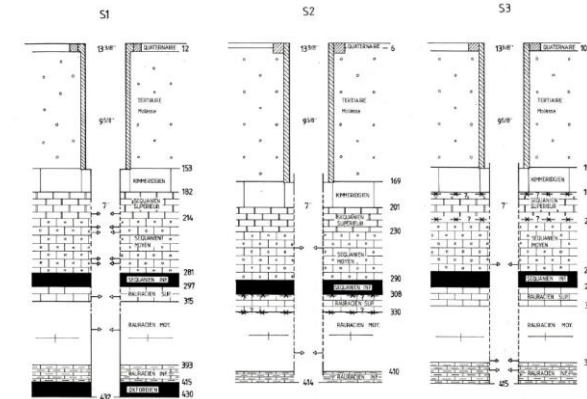 S1
13 3/8"
QUATERNAIRE
12
TERTIAIRE
Molasse
9 5/8"
153
KIMMERIDGIEN
182
7"
SEQUANIEN
SUPERIEUR
214
SEQUANIEN
MOYEN
281
SEQUANIEN INF
297
RAURACIEN SUP.
315
RAURACIEN MOY.
393
RAURACIEN INF
415
OXFORDIEN
430
432
S2
13 3/8"
QUATERNAIRE
6
TERTIAIRE
Molasse
9 5/8"
169
KIMMERIDGIEN
201
7"
SEQUANIEN
SUPERIEUR
230
SEQUANIEN
MOYEN
290
SEQUANIEN INF
308
RAURACIEN SUP
?
330
RAURACIEN MOY.
410
RAURACIEN INF
414
S3
13 3/8"
QUATERNAIRE
10
TERTIAIRE
Molasse
9 5/8"
KIMMERIDGIEN
?
?
7"
SEQUANIEN
SUPERIEUR
?
?
SEQUANIEN
MOYEN
SEQUANIEN INF
RAURACIEN SUP.
RAURACIEN MOY.
RAURACIEN INF
415